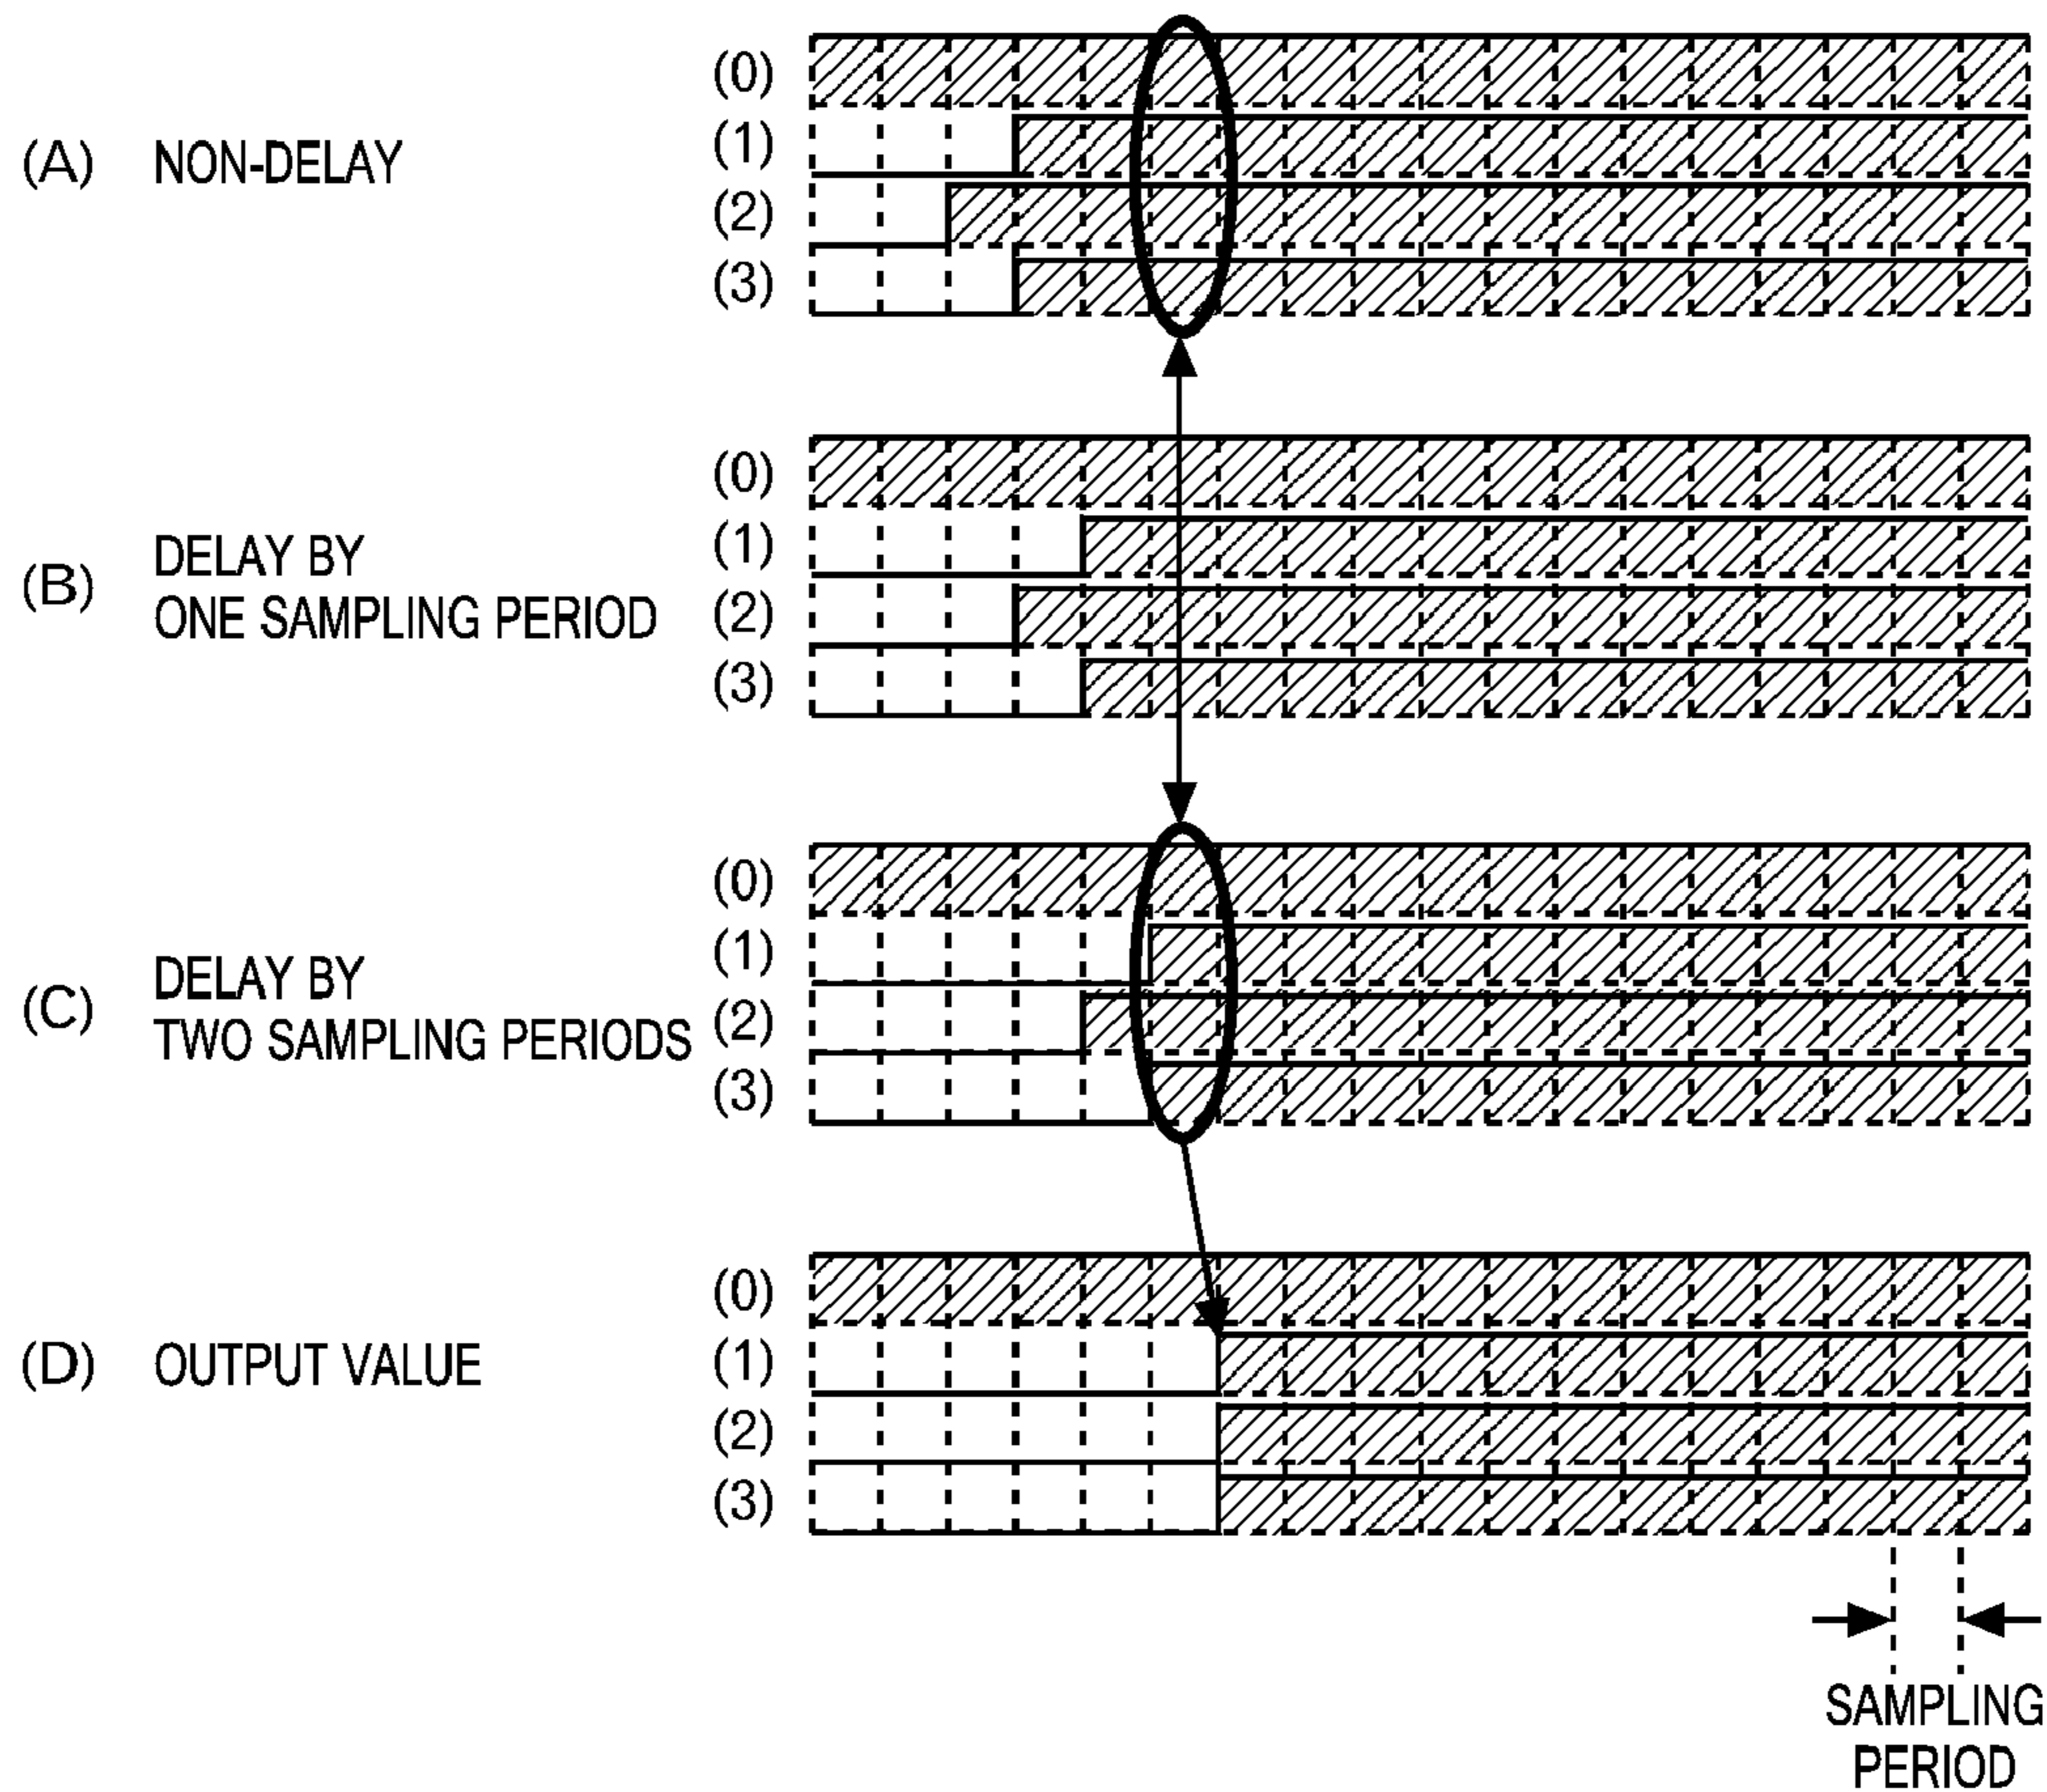 (0)
(1)
(A) NON-DELAY
(2)
(3)
(0)
(1)
(B) DELAY BY
ONE SAMPLING PERIOD
(2)
(3)
(0)
(1)
(C) DELAY BY
TWO SAMPLING PERIODS
(2)
(3)
(0)
(1)
(D) OUTPUT VALUE
(2)
(3)
SAMPLING
PERIOD